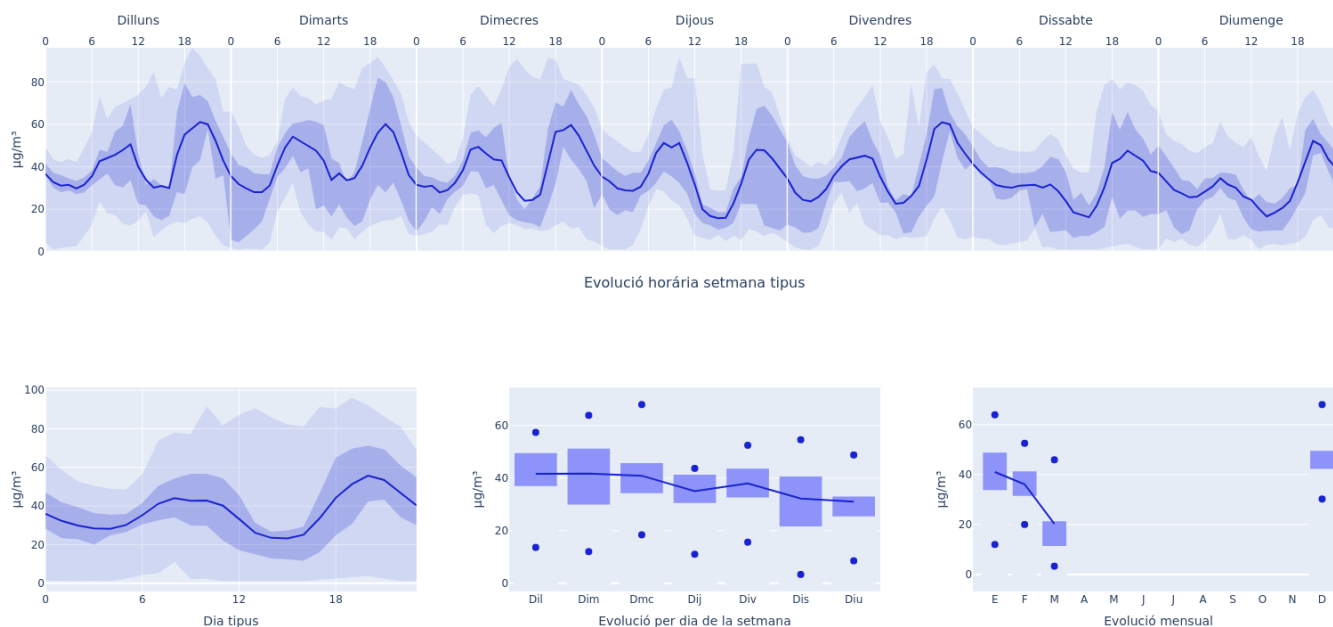 Dilluns Dimarts Dimecres Dijous Divendres Dissabte Diumenge
0 6 12 18 0 6 12 18 0 6 12 18 0 6 12 18 0 6 12 18 0 6 12 18 0 6 12 18
80
60
40
20
0
µg/m³
Evolució horária setmana tipus
100
80
60
40
20
0
µg/m³
0 6 12 18
Dia tipus
60
40
20
0
µg/m³
Dil Dim Dmc Dij Div Dis Diu
Evolució per dia de la setmana
60
40
20
0
µg/m³
E F M A M J J A S O N D
Evolució mensual